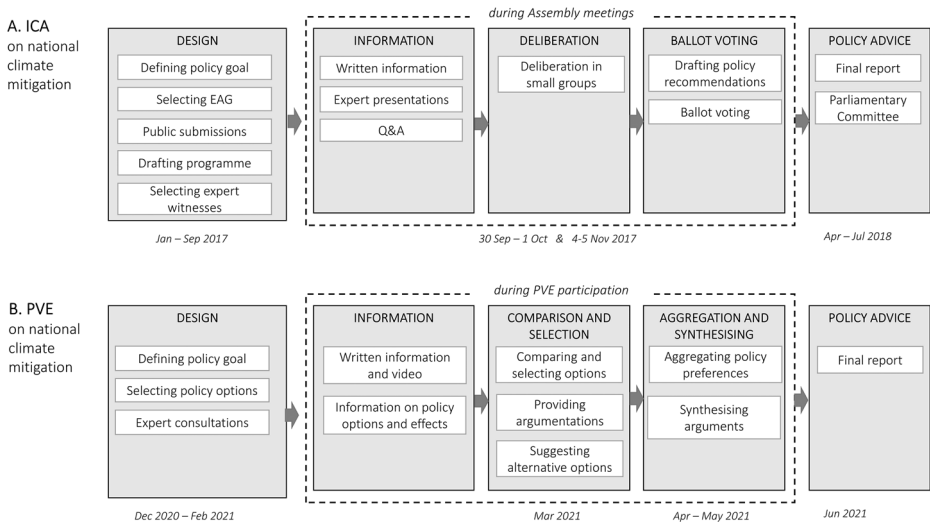 A. ICA
on national
climate
mitigation
during Assembly meetings
DESIGN
Defining policy goal
Selecting EAG
Public submissions
Drafting programme
Selecting expert
witnesses
INFORMATION
Written information
Expert presentations
Q&A
DELIBERATION
Deliberation in
small groups
BALLOT VOTING
Drafting policy
recommendations
Ballot voting
POLICY ADVICE
Final report
Parliamentary
Committee
Jan – Sep 2017
30 Sep – 1 Oct & 4-5 Nov 2017
Apr – Jul 2018
B. PVE
on national
climate
mitigation
during PVE participation
DESIGN
Defining policy goal
Selecting policy options
Expert consultations
INFORMATION
Written information
and video
Information on policy
options and effects
COMPARISON AND
SELECTION
Comparing and
selecting options
Providing
argumentations
Suggesting
alternative options
AGGREGATION AND
SYNTHESISING
Aggregating policy
preferences
Synthesising
arguments
POLICY ADVICE
Final report
Dec 2020 – Feb 2021
Mar 2021
Apr – May 2021
Jun 2021